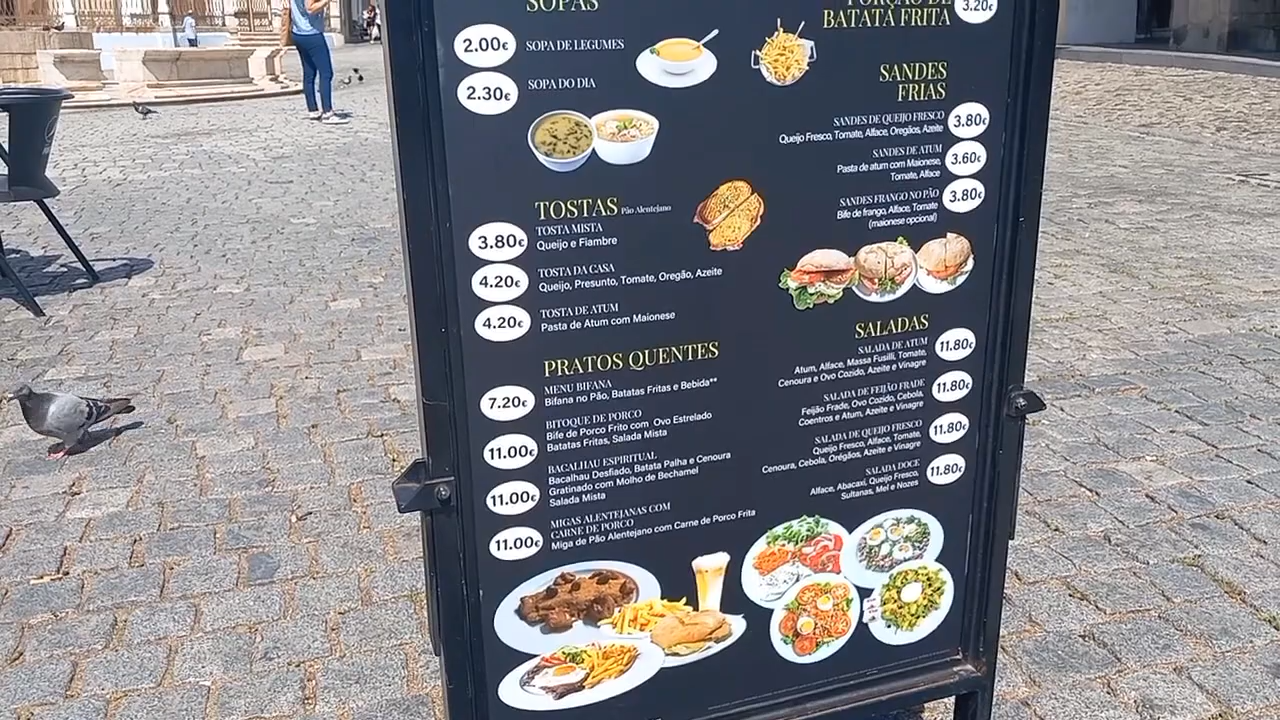 SOPAS
2.00€ SOPA DE LEGUMES
2.30€ SOPA DO DIA
TOSTAS Pão Alentejano
3.80€ TOSTA MISTA
Queijo e Fiambre
4.20€ TOSTA DA CASA
Queijo, Presunto, Tomate, Oregão, Azeite
4.20€ TOSTA DE ATUM
Pasta de Atum com Maionese
PRATOS QUENTES
7.20€ MENU BIFANA
Bifana no Pão, Batatas Fritas e Bebida**
11.00€ BITOQUE DE PORCO
Bife de Porco Frito com Ovo Estrelado
Batatas Fritas, Salada Mista
11.00€ BACALHAU ESPIRITUAL
Bacalhau Desfiado, Batata Palha e Cenoura
Gratinado com Molho de Bechamel
Salada Mista
11.00€ MIGAS ALENTEJANAS COM
CARNE DE PORCO
Miga de Pão Alentejano com Carne de Porco Frita
PORÇÃO DE 3.20€
BATATA FRITA
SANDES
FRIAS
SANDES DE QUEIJO FRESCO 3.80€
Queijo Fresco, Tomate, Alface, Oregãos, Azeite
SANDES DE ATUM 3.60€
Pasta de atum com Maionese,
Tomate, Alface
SANDES FRANGO NO PÃO 3.80€
Bife de frango, Alface, Tomate
(maionese opcional)
SALADAS
SALADA DE ATUM 11.80€
Atum, Alface, Massa Fusilli, Tomate,
Cenoura e Ovo Cozido, Azeite e Vinagre
SALADA DE FEIJÃO FRADE 11.80€
Feijão Frade, Ovo Cozido, Cebola,
Coentros e Atum, Azeite e Vinagre
SALADA DE QUEIJO FRESCO 11.80€
Queijo Fresco, Alface, Tomate,
Cenoura, Cebola, Orégãos, Azeite e Vinagre
SALADA DOCE 11.80€
Alface, Abacaxi, Queijo Fresco,
Sultanas, Mel e Nozes